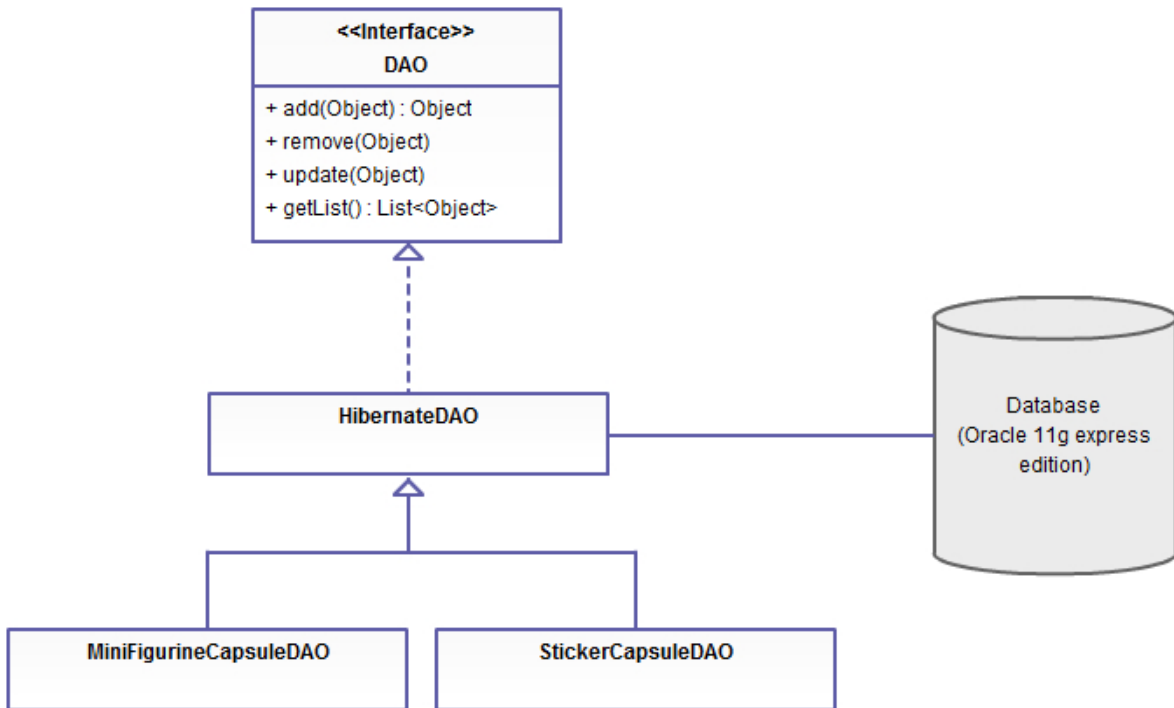 <<Interface>>
DAO
+ add(Object) : Object
+ remove(Object)
+ update(Object)
+ getList() : List<Object>
HibernateDAO
Database
(Oracle 11g express
edition)
MiniFigurineCapsuleDAO
StickerCapsuleDAO